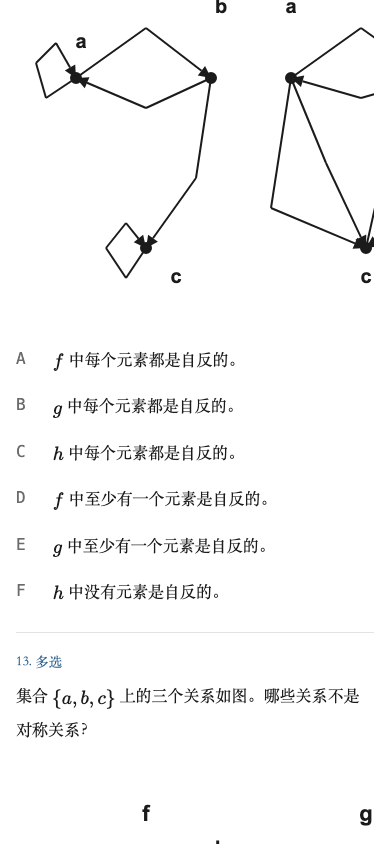 b a
a
c c
A f 中每个元素都是自反的。
B g 中每个元素都是自反的。
C h 中每个元素都是自反的。
D f 中至少有一个元素是自反的。
E g 中至少有一个元素是自反的。
F h 中没有元素是自反的。
13. 多选
集合 {a, b, c} 上的三个关系如图。哪些关系不是
对称关系?
f g